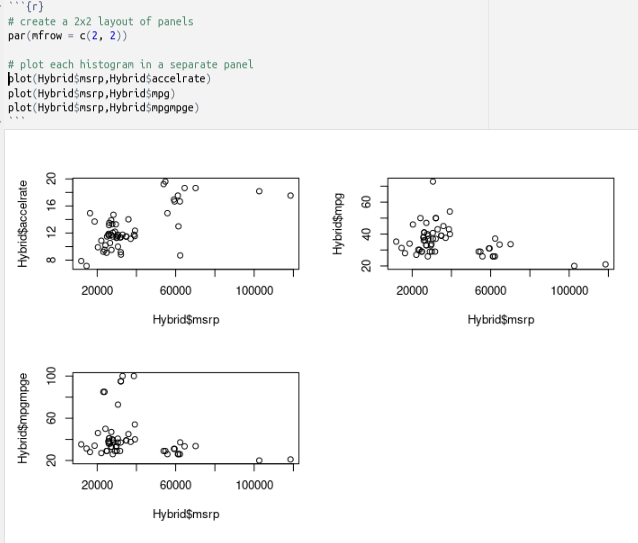 ```{r}
# create a 2x2 layout of panels
par(mfrow = c(2, 2))
# plot each histogram in a separate panel
plot(Hybrid$msrp,Hybrid$accelrate)
plot(Hybrid$msrp,Hybrid$mpg)
plot(Hybrid$msrp,Hybrid$mpgmpge)
```
Hybrid$accelrate
20
16
12
8
20000 60000 100000
Hybrid$msrp
Hybrid$mpg
60
40
20
20000 60000 100000
Hybrid$msrp
Hybrid$mpgmpge
100
60
20
20000 60000 100000
Hybrid$msrp